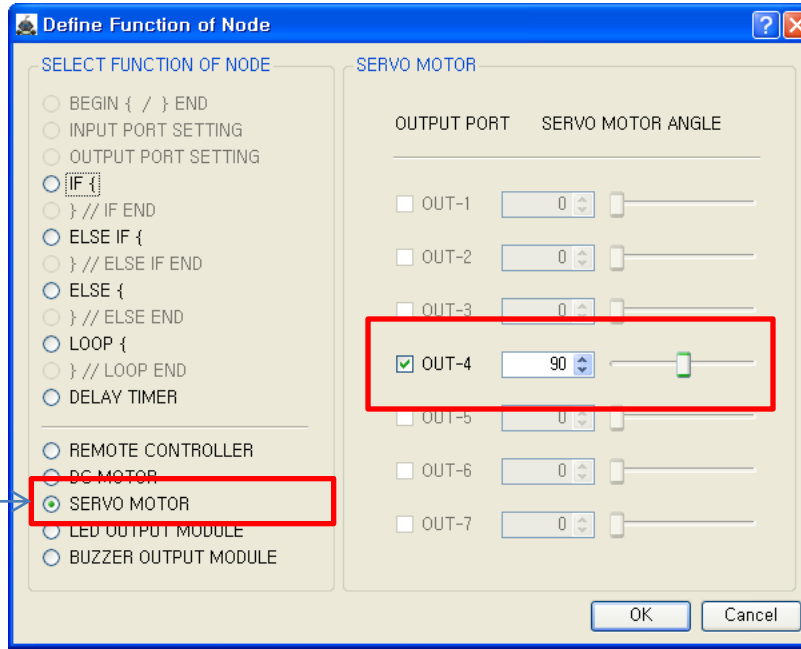 Define Function of Node
SELECT FUNCTION OF NODE
BEGIN { / } END
INPUT PORT SETTING
OUTPUT PORT SETTING
IF {
} // IF END
ELSE IF {
} // ELSE IF END
ELSE {
} // ELSE END
LOOP {
} // LOOP END
DELAY TIMER
REMOTE CONTROLLER
DC MOTOR
SERVO MOTOR
LED OUTPUT MODULE
BUZZER OUTPUT MODULE
SERVO MOTOR
OUTPUT PORT SERVO MOTOR ANGLE
OUT-1 0
OUT-2 0
OUT-3 0
OUT-4 90
OUT-5 0
OUT-6 0
OUT-7 0
OK Cancel